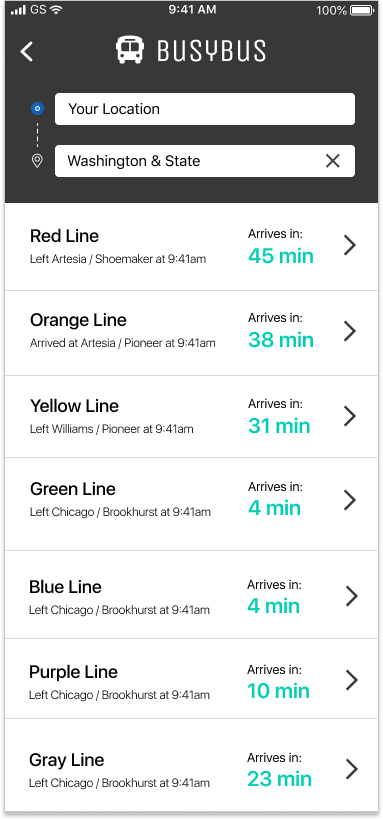 GS 9:41 AM 100%
BUSYBUS
Your Location
Washington & State
Red Line
Left Artesia / Shoemaker at 9:41am
Arrives in:
45 min
Orange Line
Arrived at Artesia / Pioneer at 9:41am
Arrives in:
38 min
Yellow Line
Left Williams / Pioneer at 9:41am
Arrives in:
31 min
Green Line
Left Chicago / Brookhurst at 9:41am
Arrives in:
4 min
Blue Line
Left Chicago / Brookhurst at 9:41am
Arrives in:
4 min
Purple Line
Left Chicago / Brookhurst at 9:41am
Arrives in:
10 min
Gray Line
Left Chicago / Brookhurst at 9:41am
Arrives in:
23 min